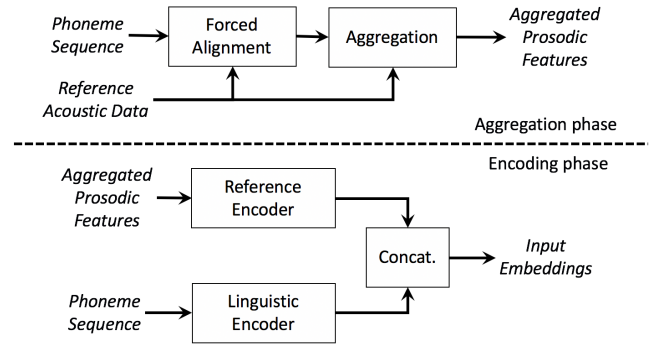 Phoneme
Sequence
Forced
Alignment
Aggregation
Aggregated
Prosodic
Features
Reference
Acoustic Data
Aggregation phase
Encoding phase
Aggregated
Prosodic
Features
Reference
Encoder
Concat.
Input
Embeddings
Phoneme
Sequence
Linguistic
Encoder